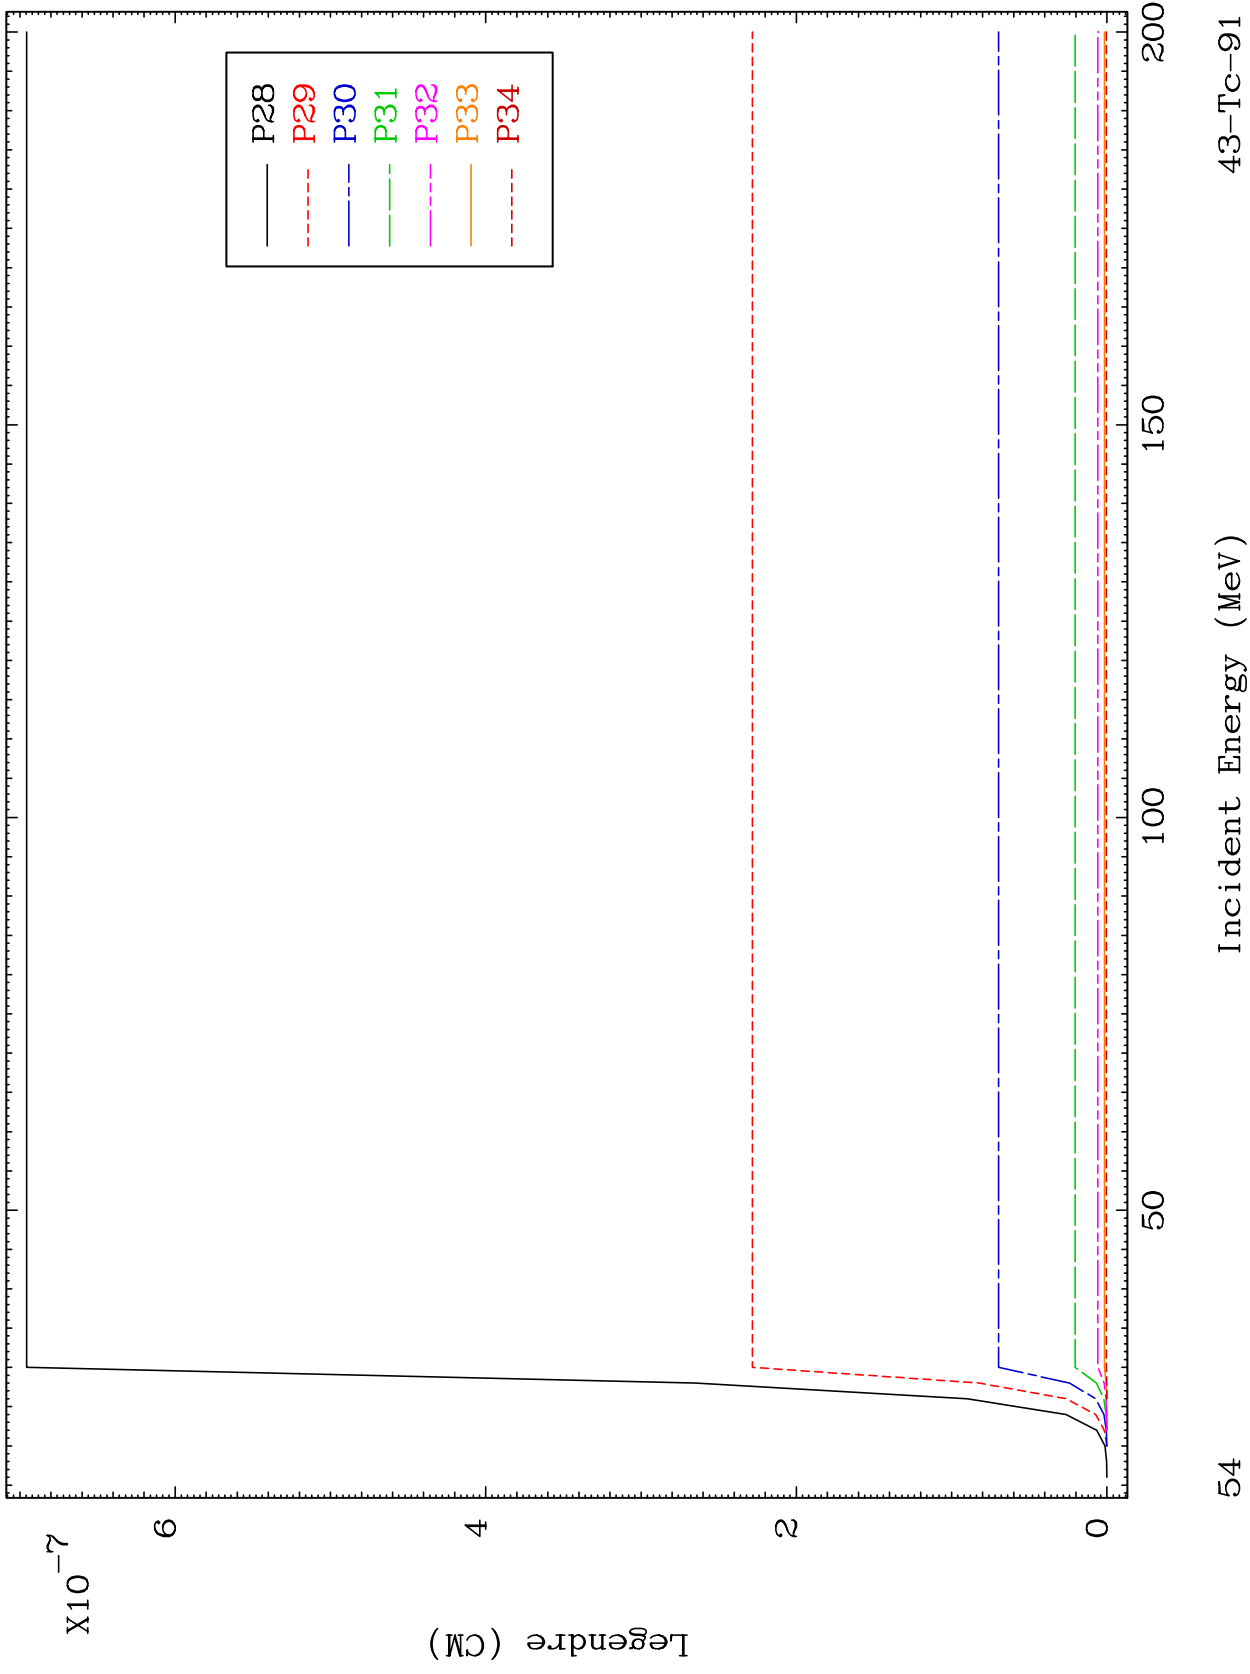 X10-7
6
4
2
0
Legendre (CM)
P28
P29
P30
P31
P32
P33
P34
50
100
150
200
Incident Energy (MeV)
54
43-Tc-91